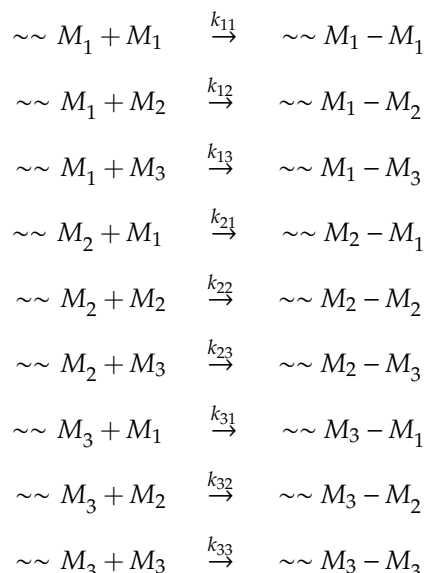 ~~ M₁ + M₁ →^{k₁₁} ~~ M₁ – M₁
~~ M₁ + M₂ →^{k₁₂} ~~ M₁ – M₂
~~ M₁ + M₃ →^{k₁₃} ~~ M₁ – M₃
~~ M₂ + M₁ →^{k₂₁} ~~ M₂ – M₁
~~ M₂ + M₂ →^{k₂₂} ~~ M₂ – M₂
~~ M₂ + M₃ →^{k₂₃} ~~ M₂ – M₃
~~ M₃ + M₁ →^{k₃₁} ~~ M₃ – M₁
~~ M₃ + M₂ →^{k₃₂} ~~ M₃ – M₂
~~ M₃ + M₃ →^{k₃₃} ~~ M₃ – M₃